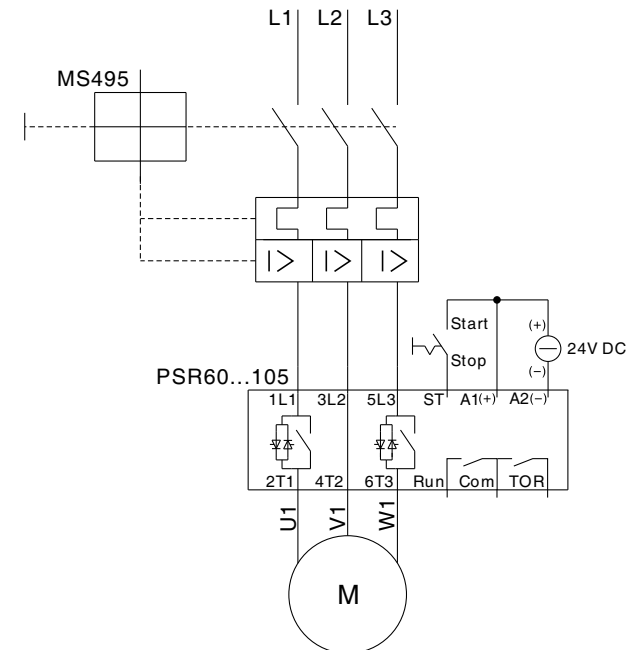 L1 L2 L3
MS495
I> I> I>
Start
(+)
24V DC
Stop
(−)
PSR60...105
1L1 3L2 5L3 ST A1(+) A2(−)
2T1 4T2 6T3 Run Com TOR
U1 V1 W1
M